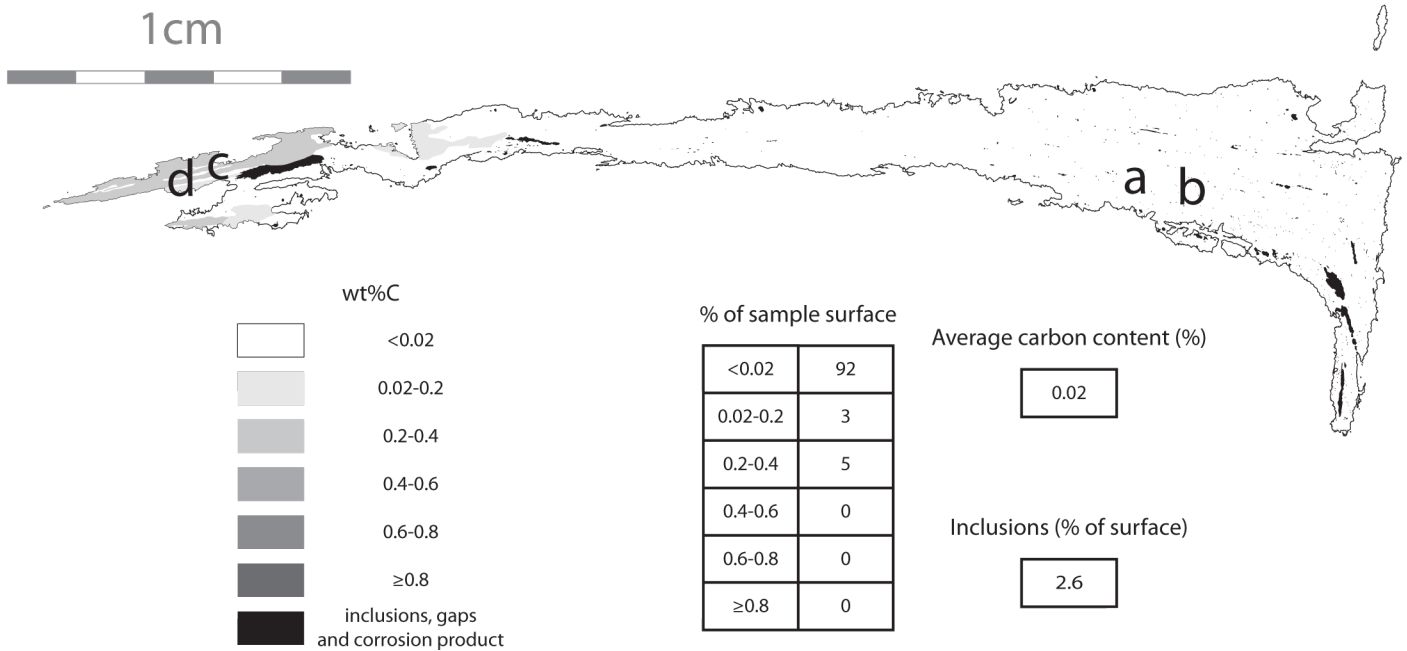 1cm
d c
a b
wt%C
<0.02
0.02-0.2
0.2-0.4
0.4-0.6
0.6-0.8
≥0.8
inclusions, gaps
and corrosion product
% of sample surface
<0.02 92
0.02-0.2 3
0.2-0.4 5
0.4-0.6 0
0.6-0.8 0
≥0.8 0
Average carbon content (%)
0.02
Inclusions (% of surface)
2.6